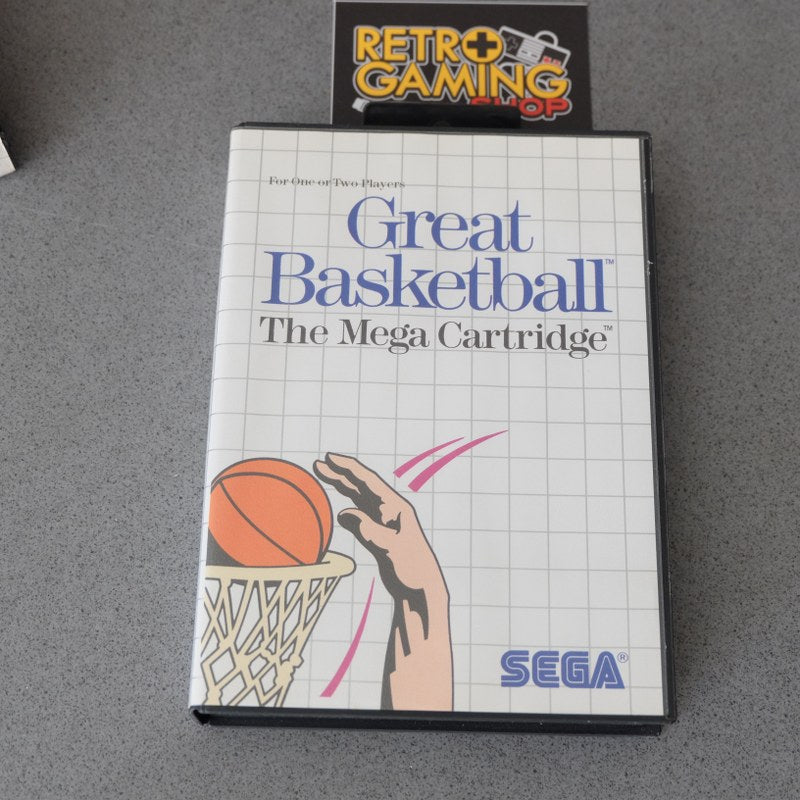 RETRO
GAMING
SHOP
For One or Two Players
Great
Basketball™
The Mega Cartridge™
SEGA®